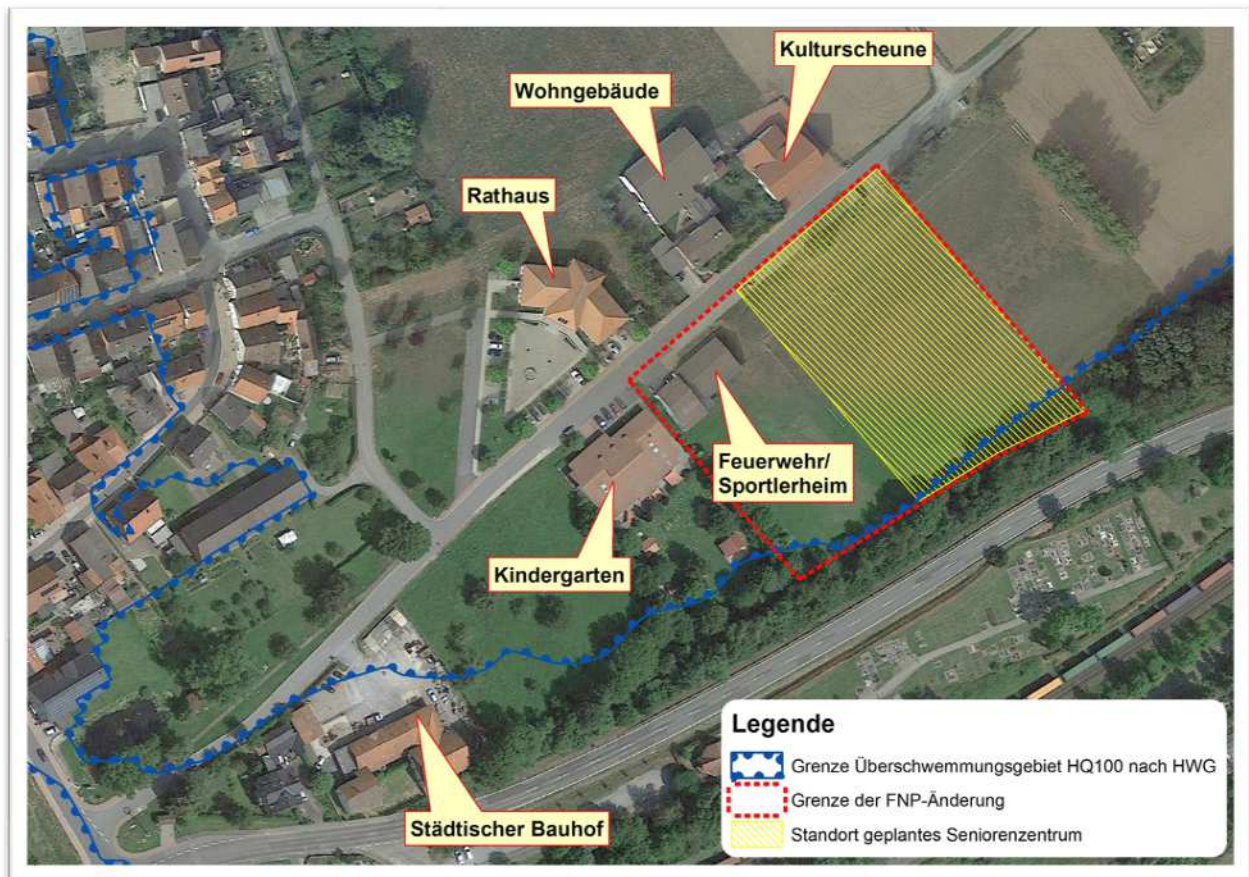 Kulturscheune
Wohngebäude
Rathaus
Feuerwehr/
Sportlerheim
Kindergarten
Städtischer Bauhof
Legende
Grenze Überschwemmungsgebiet HQ100 nach HWG
Grenze der FNP-Änderung
Standort geplantes Seniorenzentrum